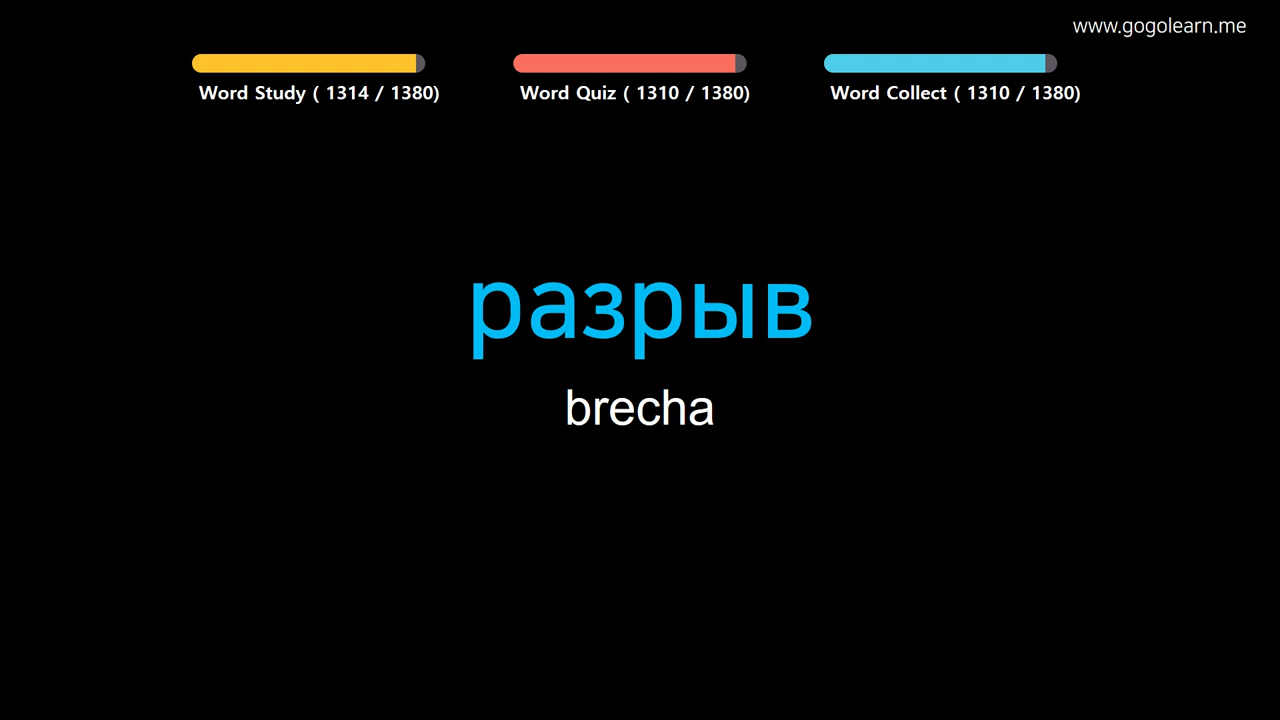 www.gogolearn.me
Word Study ( 1314 / 1380)
Word Quiz ( 1310 / 1380)
Word Collect ( 1310 / 1380)
разрыв
brecha